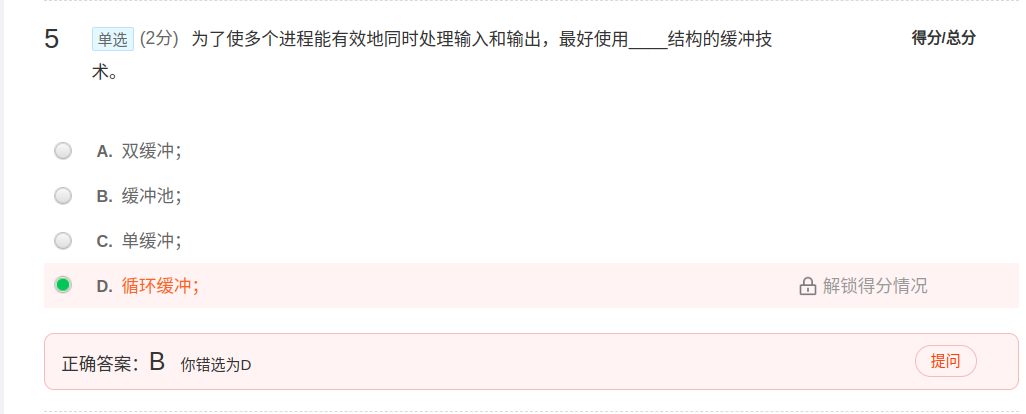 5 单选 (2分) 为了使多个进程能有效地同时处理输入和输出，最好使用____结构的缓冲技 得分/总分
术。
A. 双缓冲；
B. 缓冲池；
C. 单缓冲；
D. 循环缓冲； 解锁得分情况
正确答案：B 你错选为D 提问